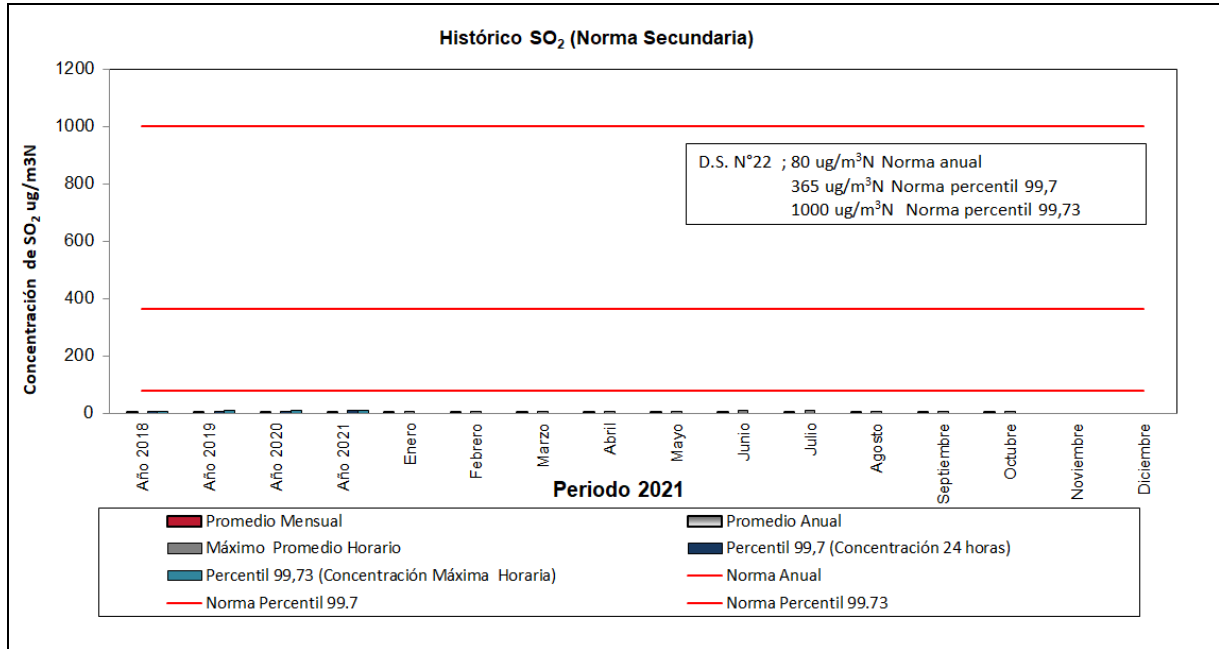 Histórico SO₂ (Norma Secundaria)
Concentración de SO₂ ug/m3N
1200
1000
800
600
400
200
0
D.S. N°22 ; 80 ug/m³N Norma anual
365 ug/m³N Norma percentil 99,7
1000 ug/m³N Norma percentil 99,73
Año 2018
Año 2019
Año 2020
Año 2021
Enero
Febrero
Marzo
Abril
Mayo
Junio
Julio
Agosto
Septiembre
Octubre
Noviembre
Diciembre
Periodo 2021
Promedio Mensual
Promedio Anual
Máximo Promedio Horario
Percentil 99,7 (Concentración 24 horas)
Percentil 99,73 (Concentración Máxima Horaria)
Norma Anual
Norma Percentil 99.7
Norma Percentil 99.73